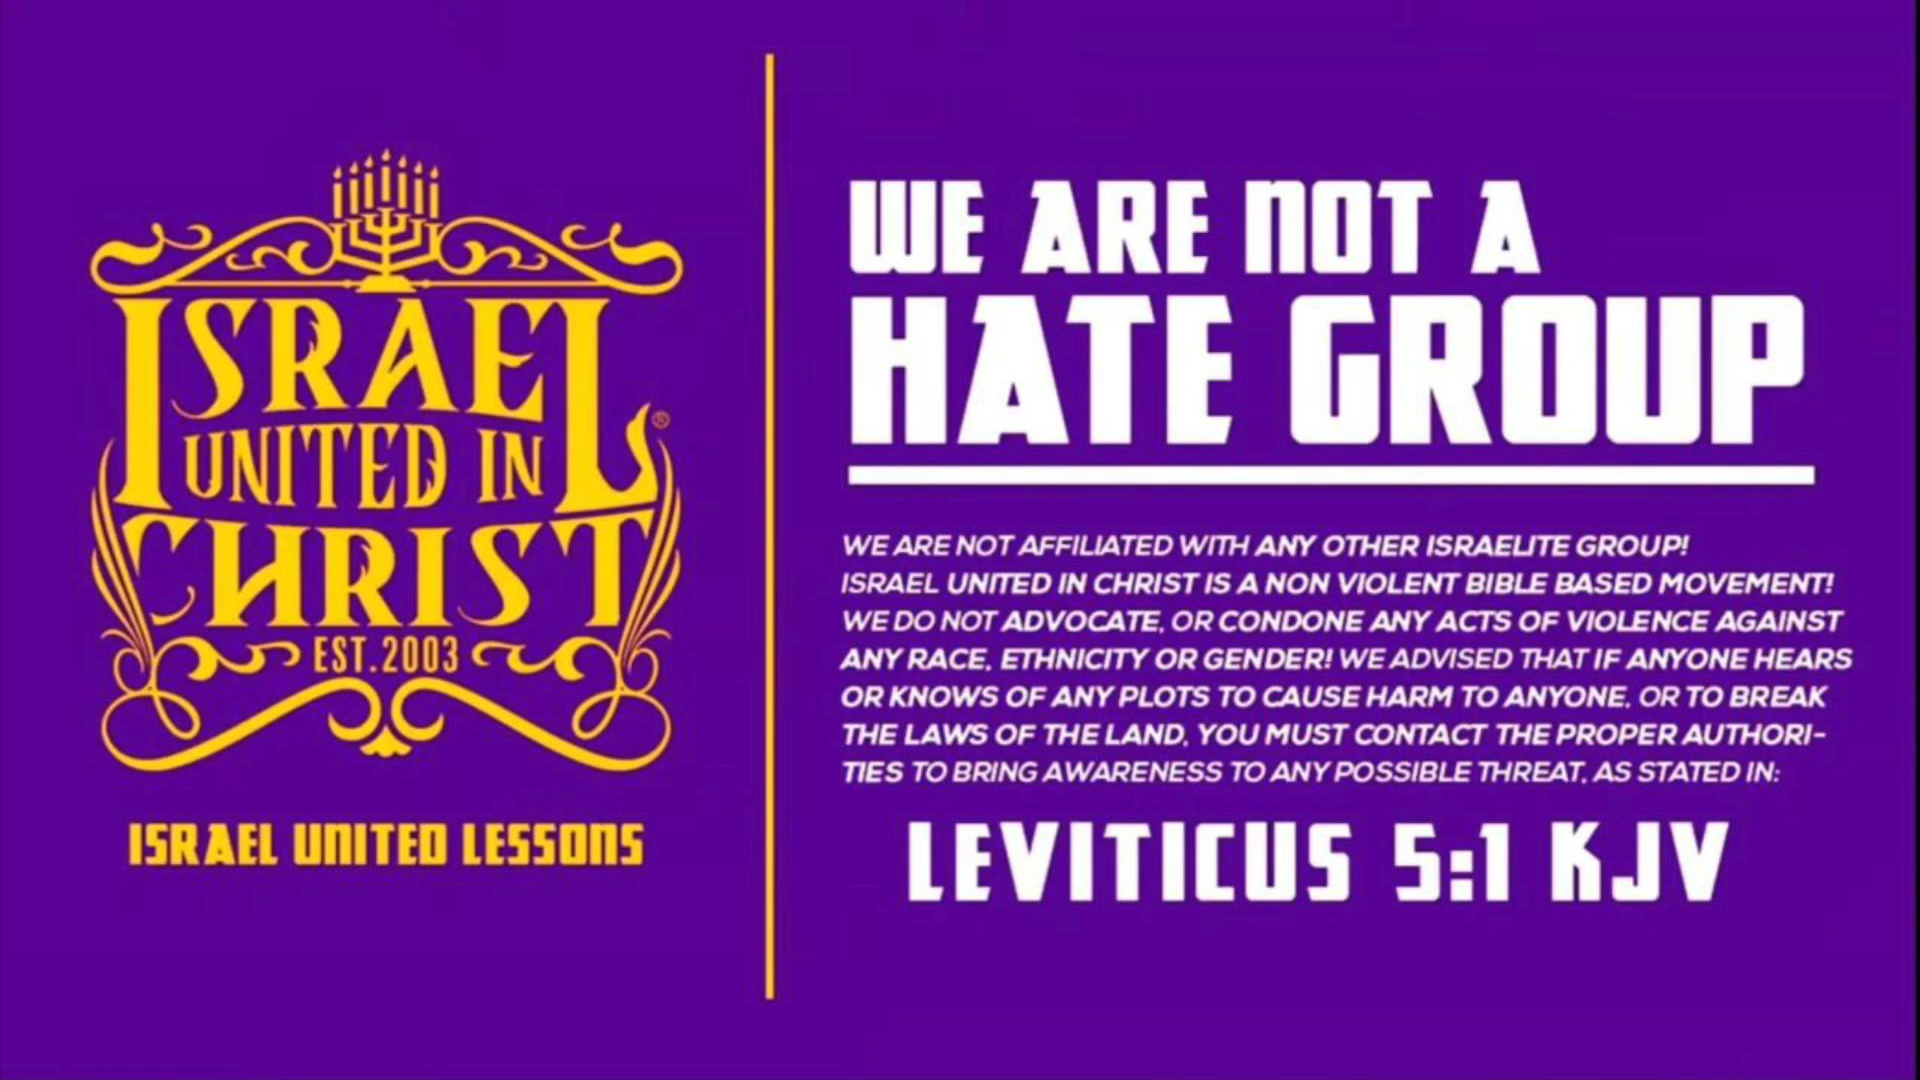 ISRAEL
UNITED IN
CHRIST
®
EST. 2003
ISRAEL UNITED LESSONS
WE ARE NOT A
HATE GROUP
WE ARE NOT AFFILIATED WITH ANY OTHER ISRAELITE GROUP!
ISRAEL UNITED IN CHRIST IS A NON VIOLENT BIBLE BASED MOVEMENT!
WE DO NOT ADVOCATE, OR CONDONE ANY ACTS OF VIOLENCE AGAINST
ANY RACE, ETHNICITY OR GENDER! WE ADVISED THAT IF ANYONE HEARS
OR KNOWS OF ANY PLOTS TO CAUSE HARM TO ANYONE, OR TO BREAK
THE LAWS OF THE LAND, YOU MUST CONTACT THE PROPER AUTHORI-
TIES TO BRING AWARENESS TO ANY POSSIBLE THREAT, AS STATED IN:
LEVITICUS 5:1 KJV